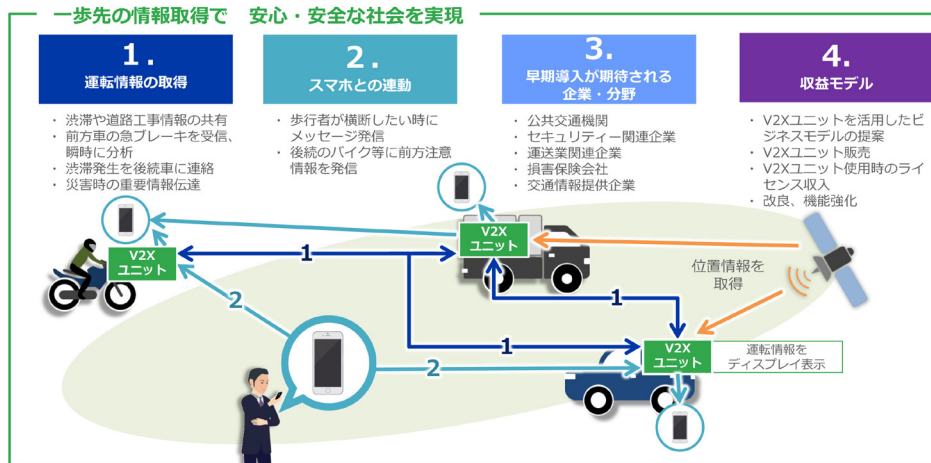 一歩先の情報取得で 安心・安全な社会を実現
1.
運転情報の取得
・ 渋滞や道路工事情報の共有
・ 前方車の急ブレーキを受信、
瞬時に分析
・ 渋滞発生を後続車に連絡
・ 災害時の重要情報伝達
2.
スマホとの連動
・ 歩行者が横断したい時に
メッセージ発信
・ 後続のバイク等に前方注意
情報を発信
3.
早期導入が期待される
企業・分野
・ 公共交通機関
・ セキュリティー関連企業
・ 運送業関連企業
・ 損害保険会社
・ 交通情報提供企業
4.
収益モデル
・ V2Xユニットを活用したビ
ジネスモデルの提案
・ V2Xユニット販売
・ V2Xユニット使用時のライ
センス収入
・ 改良、機能強化
V2X
ユニット
1
V2X
ユニット
位置情報を
取得
2
1
1
2
V2X
ユニット
運転情報を
ディスプレイ表示